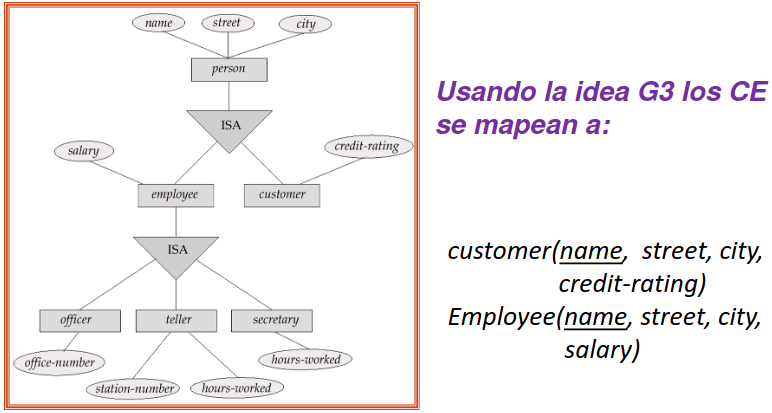 name street city
person
ISA
salary
credit-rating
employee customer
ISA
officer teller secretary
office-number
hours-worked
station-number hours-worked
Usando la idea G3 los CE
se mapean a:
customer(name, street, city,
credit-rating)
Employee(name, street, city,
salary)